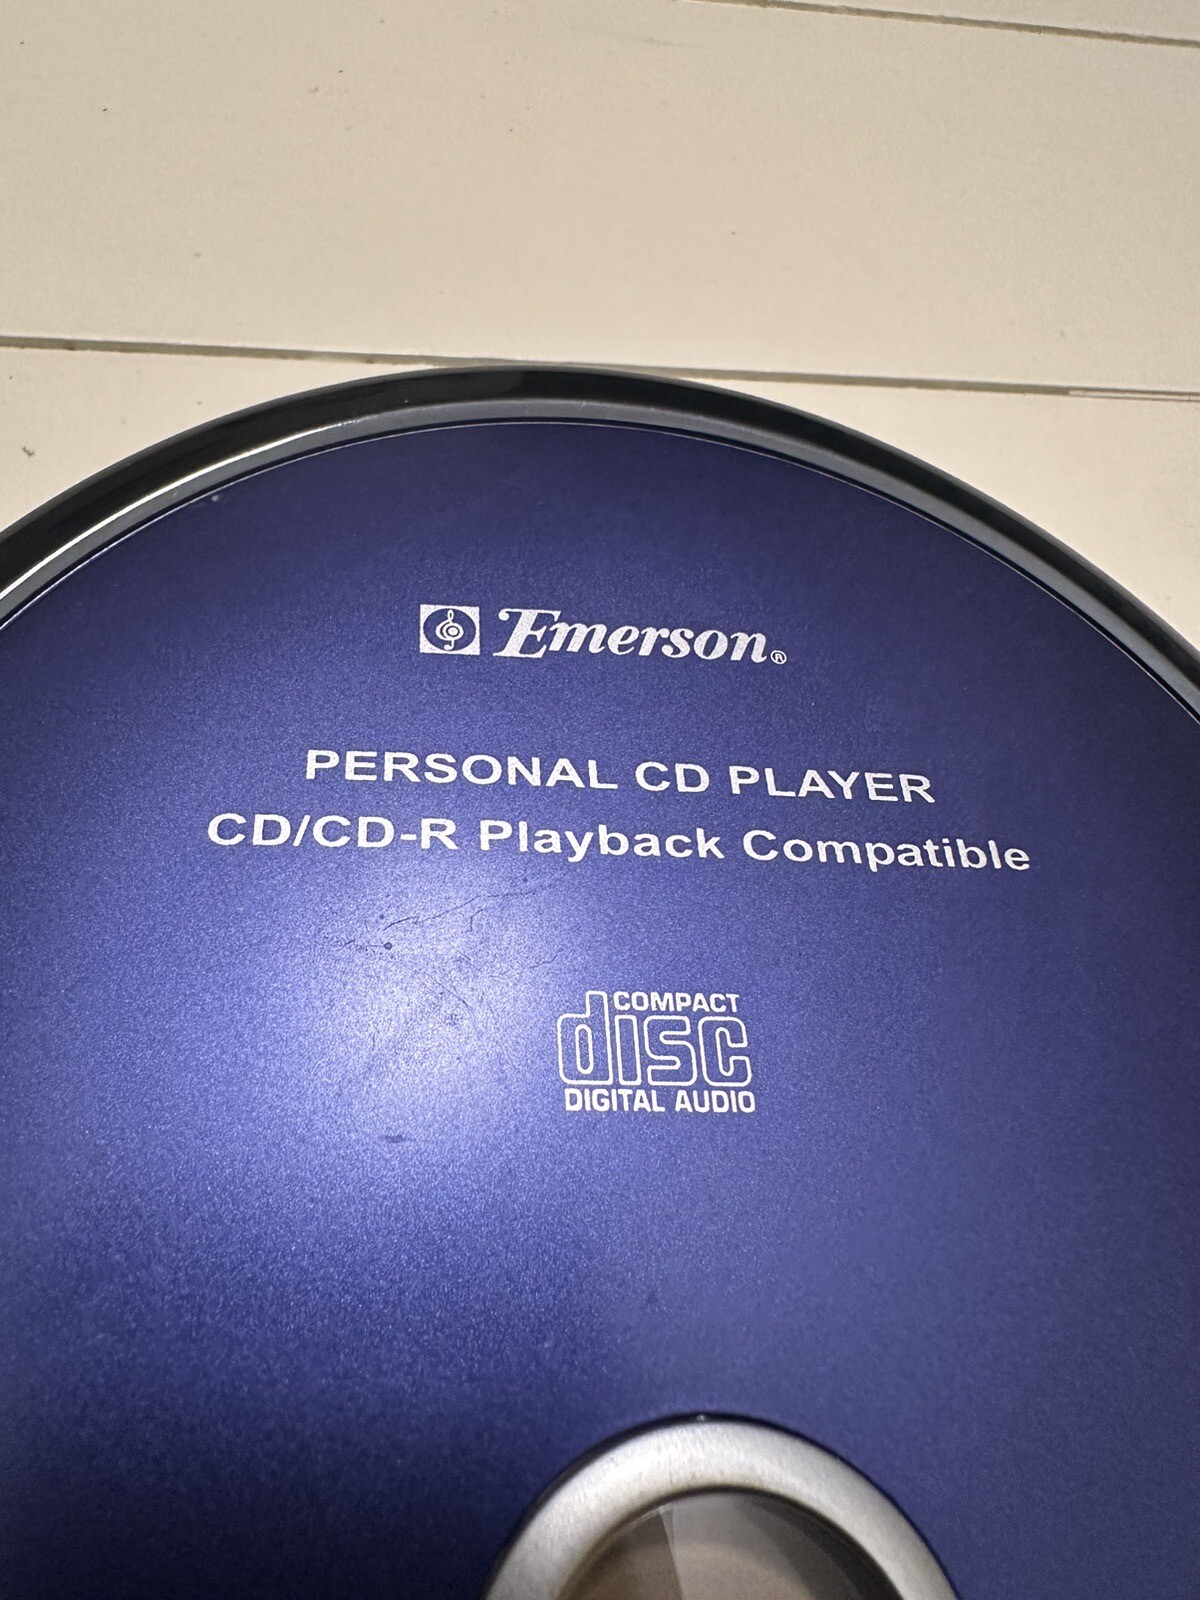 Emerson®
PERSONAL CD PLAYER
CD/CD-R Playback Compatible
COMPACT
disc
DIGITAL AUDIO